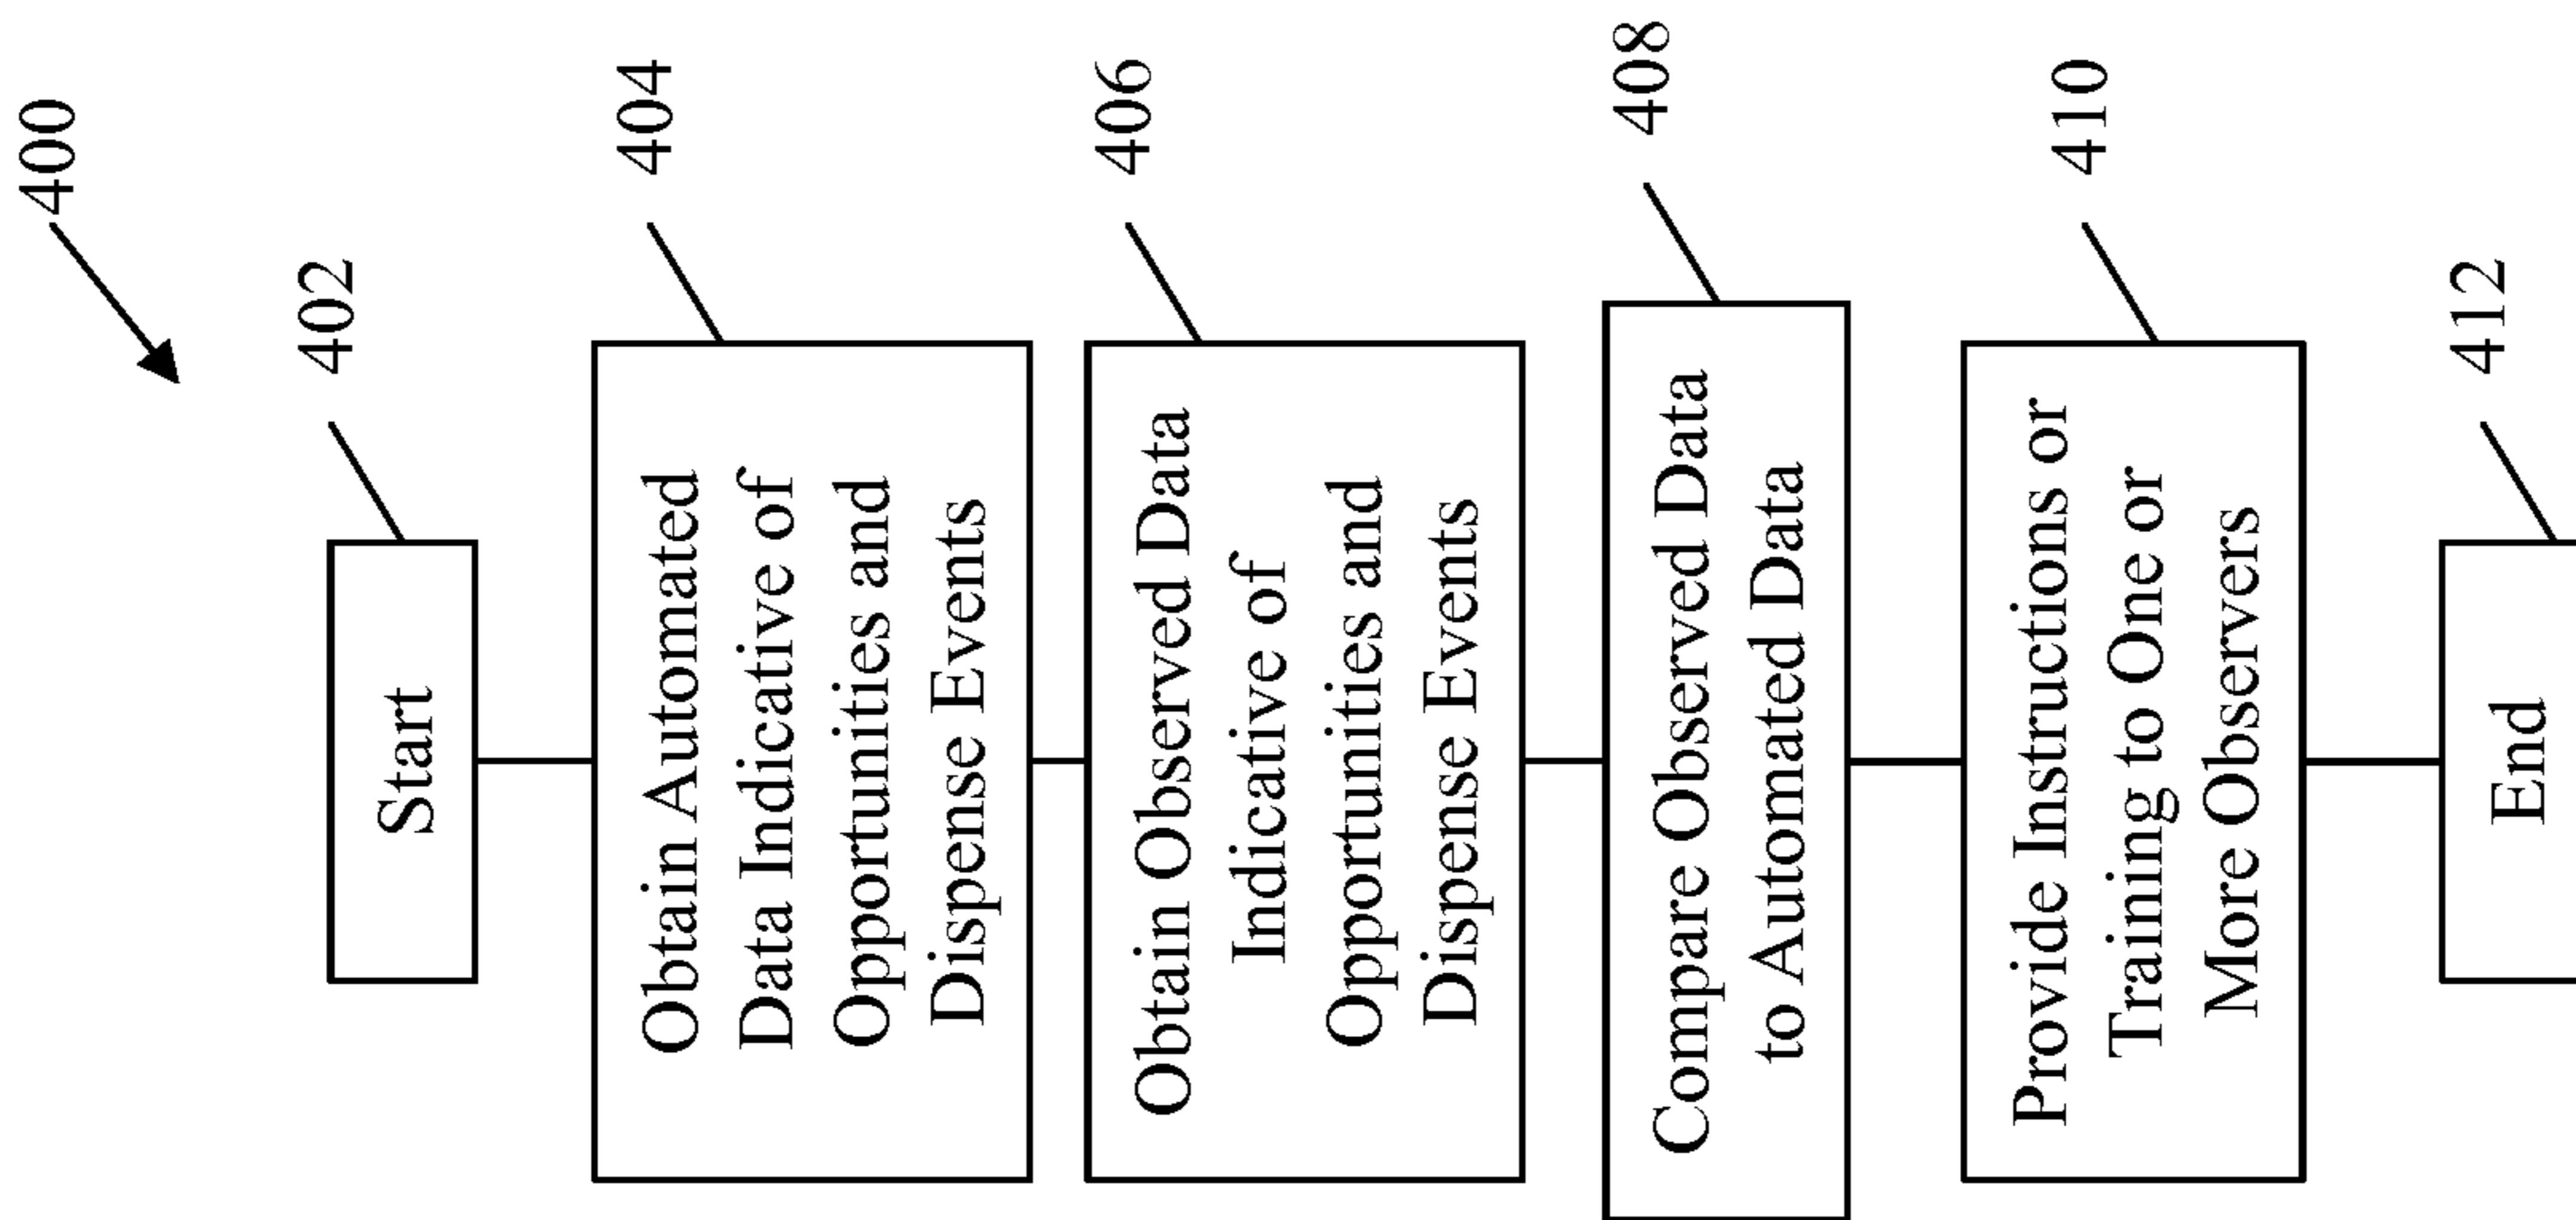 400
402
Start
404
Obtain Automated
Data Indicative of
Opportunities and
Dispense Events
406
Obtain Observed Data
Indicative of
Opportunities and
Dispense Events
408
Compare Observed Data
to Automated Data
410
Provide Instructions or
Training to One or
More Observers
412
End